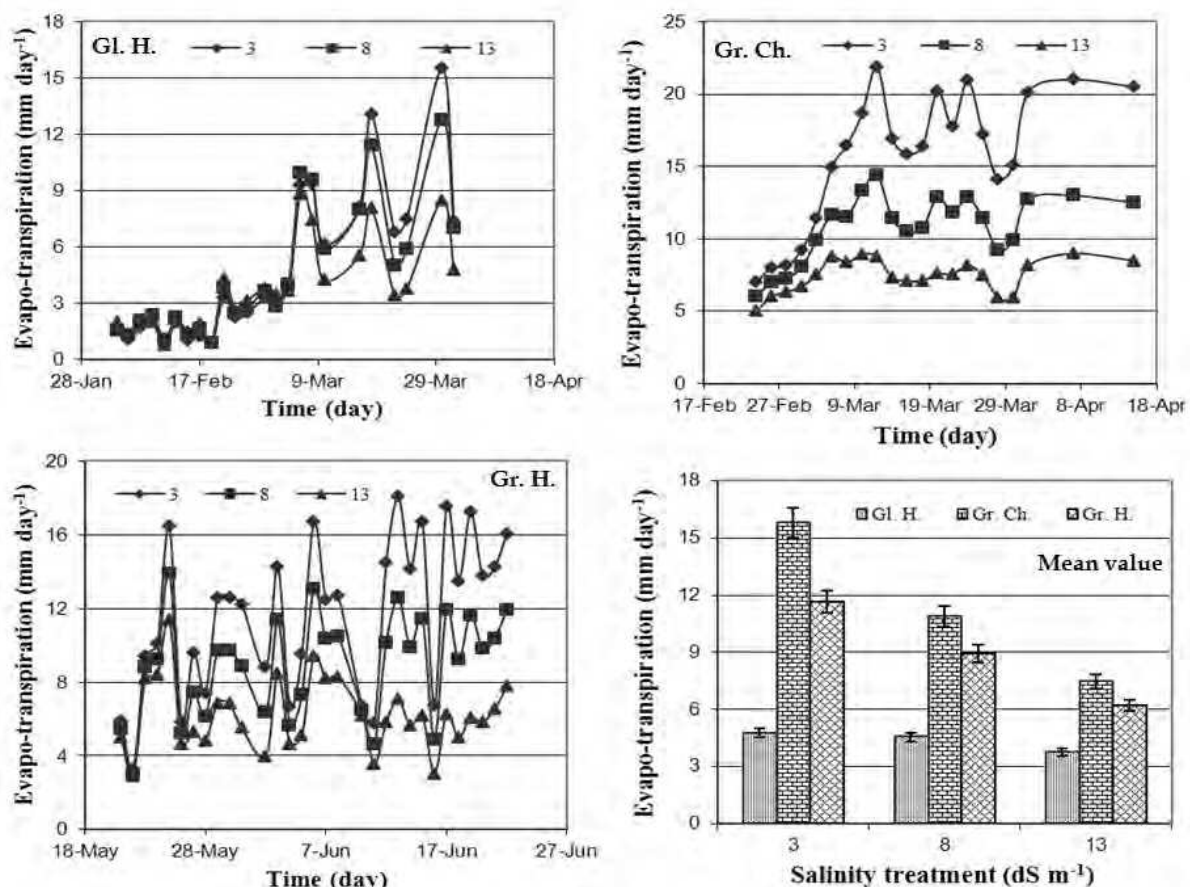 Evapo-transpiration (mm day-1)
18
15
12
9
6
3
0
Gl. H.
3 8 13
28-Jan 17-Feb 9-Mar 29-Mar 18-Apr
Time (day)
Evapo-transpiration (mm day-1)
25
20
15
10
5
0
Gr. Ch.
3 8 13
17-Feb 27-Feb 9-Mar 19-Mar 29-Mar 8-Apr 18-Apr
Time (day)
Evapo-transpiration (mm day-1)
20
16
12
8
4
0
Gr. H.
3 8 13
18-May 28-May 7-Jun 17-Jun 27-Jun
Time (day)
Evapo-transpiration (mm day-1)
18
15
12
9
6
3
0
Gl. H. Gr. Ch. Gr. H.
Mean value
3 8 13
Salinity treatment (dS m-1)